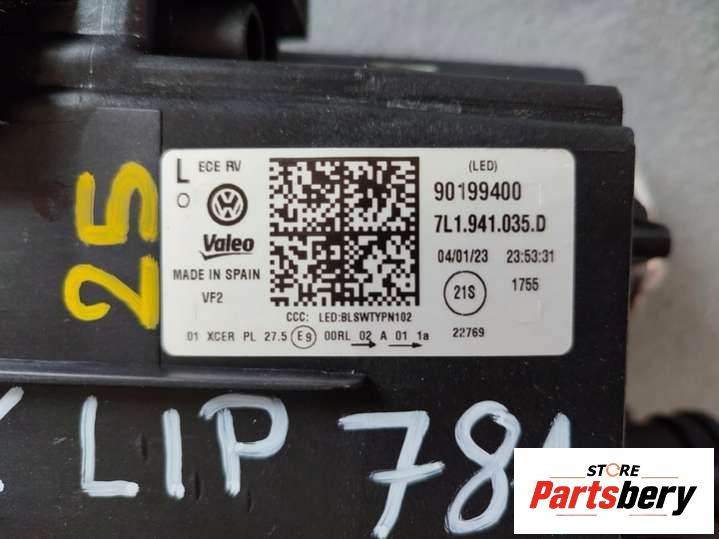 L ECE RV
O
Valeo
MADE IN SPAIN
VF2
(LED)
90199400
7L1.941.035.D
04/01/23 23:53:31
21S 1755
CCC: LED:BLSWTYPN102
01 XCER PL 27.5 E9 00RL 02 A 01 1a 22769
25
LIP 78
STORE
Partsbery